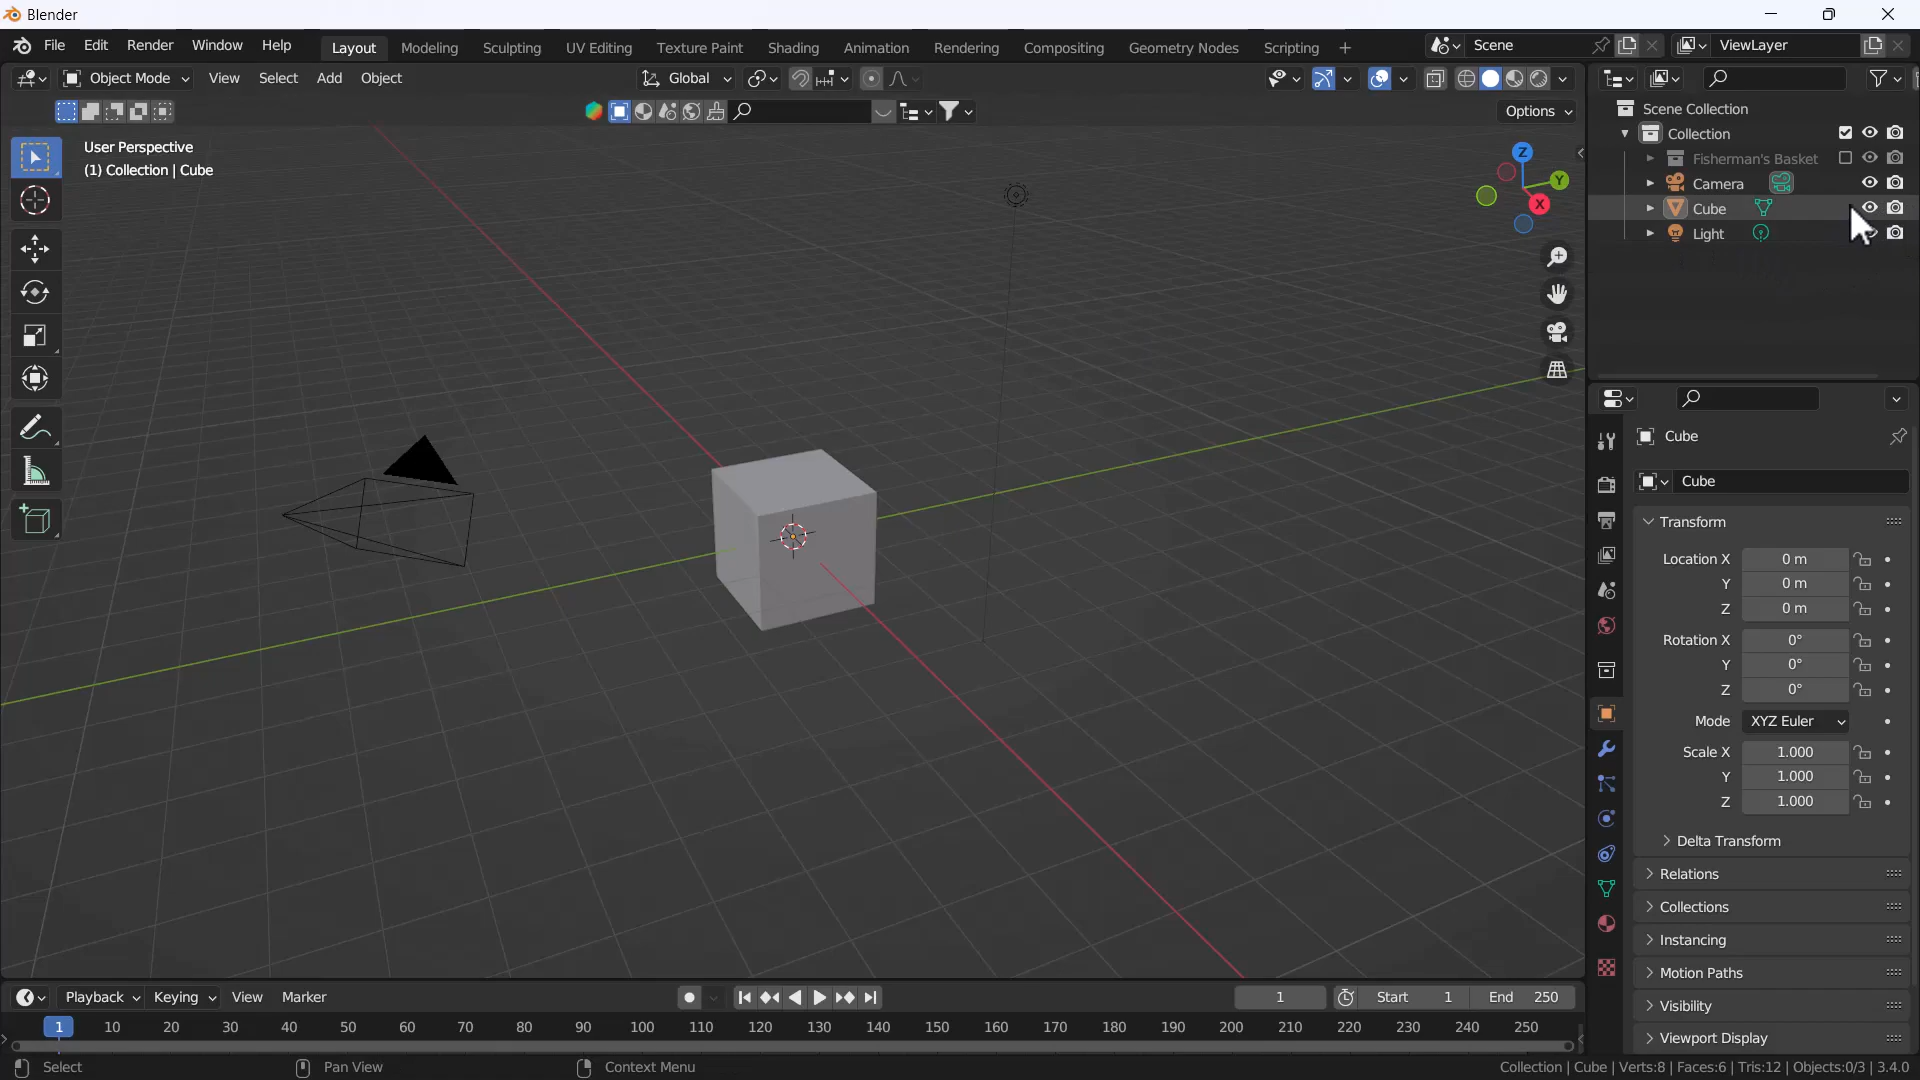 Blender
File Edit Render Window Help Layout Modeling Sculpting UV Editing Texture Paint Shading Animation Rendering Compositing Geometry Nodes Scripting + Scene ViewLayer
Object Mode View Select Add Object Global
Options
User Perspective
(1) Collection | Cube
Z
Y
X
Scene Collection
Collection
Fisherman's Basket
Camera
Cube
Light
Cube
Cube
Transform
Location X 0 m
Y 0 m
Z 0 m
Rotation X 0°
Y 0°
Z 0°
Mode XYZ Euler
Scale X 1.000
Y 1.000
Z 1.000
Delta Transform
Relations
Collections
Instancing
Motion Paths
Visibility
Viewport Display
Playback Keying View Marker 1 Start 1 End 250
1 10 20 30 40 50 60 70 80 90 100 110 120 130 140 150 160 170 180 190 200 210 220 230 240 250
Select Pan View Context Menu Collection | Cube | Verts:8 | Faces:6 | Tris:12 | Objects:0/3 | 3.4.0